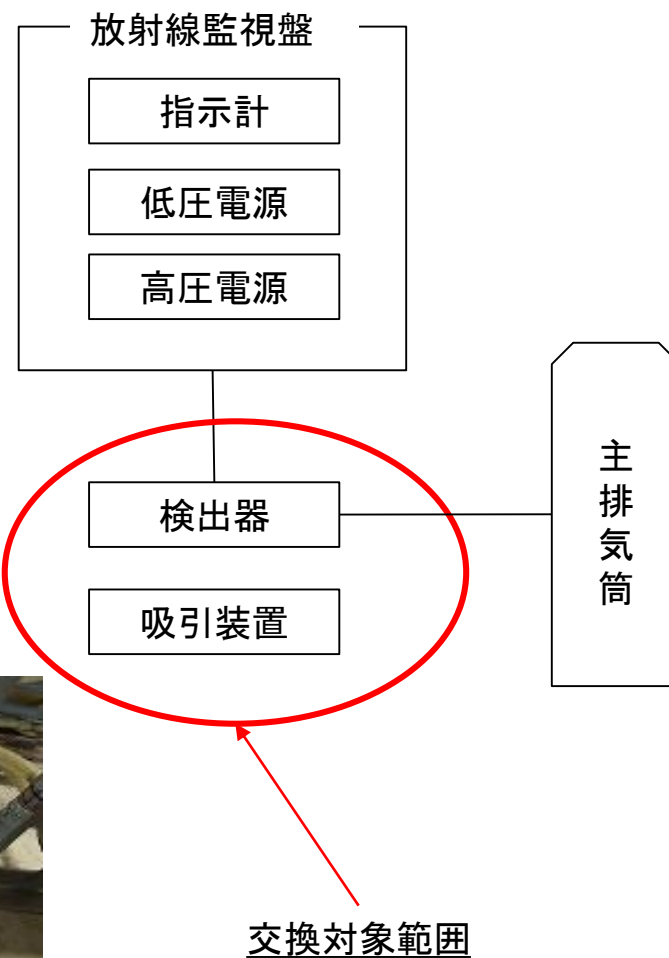 放射線監視盤
指示計
低圧電源
高圧電源
検出器
吸引装置
主排気筒
交換対象範囲